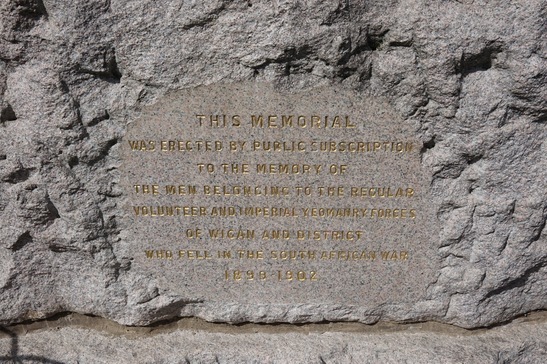 THIS MEMORIAL
WAS ERECTED BY PUBLIC SUBSCRIPTION
TO THE MEMORY OF
THE MEN BELONGING TO THE REGULAR
VOLUNTEER AND IMPERIAL YEOMANRY FORCES
OF WIGAN AND DISTRICT
WHO FELL IN THE SOUTH AFRICAN WAR
1899-1902